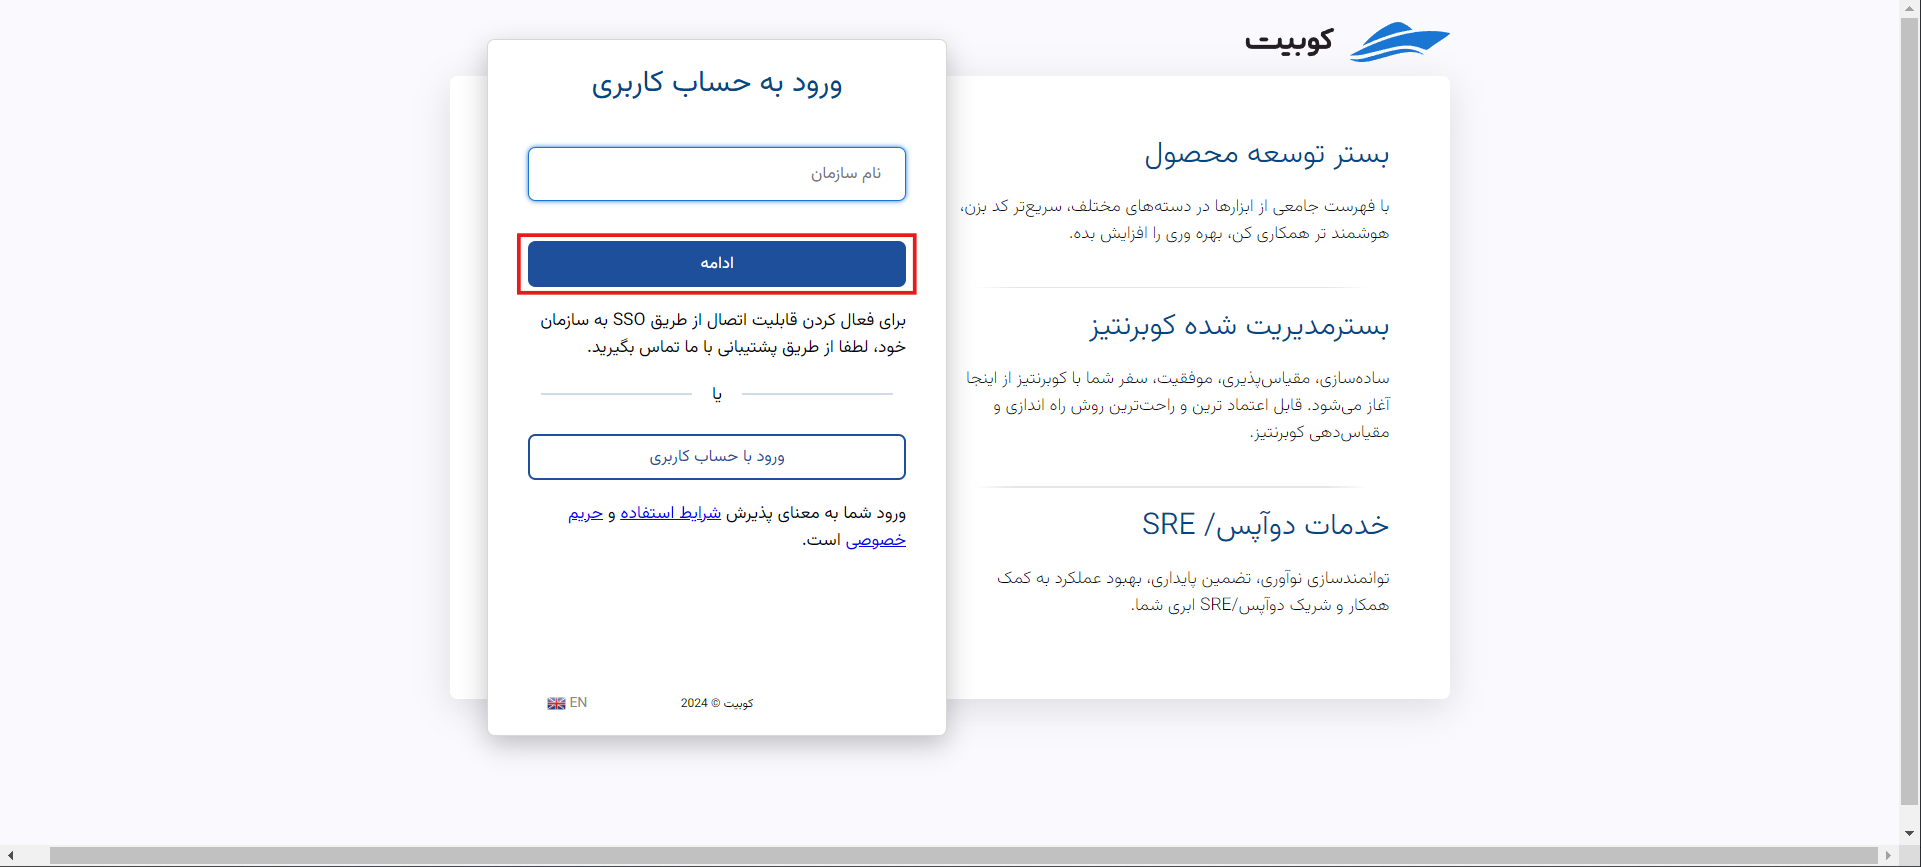 کوبیت
بستر توسعه محصول
با فهرست جامعی از ابزارها در دسته‌های مختلف، سریع‌تر کد بزن،
هوشمند تر همکاری کن، بهره وری را افزایش بده.
بسترمدیریت شده کوبرنتیز
ساده‌سازی، مقیاس‌پذیری، موفقیت، سفر شما با کوبرنتیز از اینجا
آغاز می‌شود. قابل اعتماد ترین و راحت‌ترین روش راه اندازی و
مقیاس‌دهی کوبرنتیز.
خدمات دوآپس/ SRE
توانمندسازی نوآوری، تضمین پایداری، بهبود عملکرد به کمک
همکار و شریک دوآپس/SRE ابری شما.
ورود به حساب کاربری
نام سازمان
ادامه
برای فعال کردن قابلیت اتصال از طریق SSO به سازمان
خود، لطفا از طریق پشتیبانی با ما تماس بگیرید.
یا
ورود با حساب کاربری
ورود شما به معنای پذیرش شرایط استفاده و حریم
خصوصی است.
کوبیت © 2024
EN